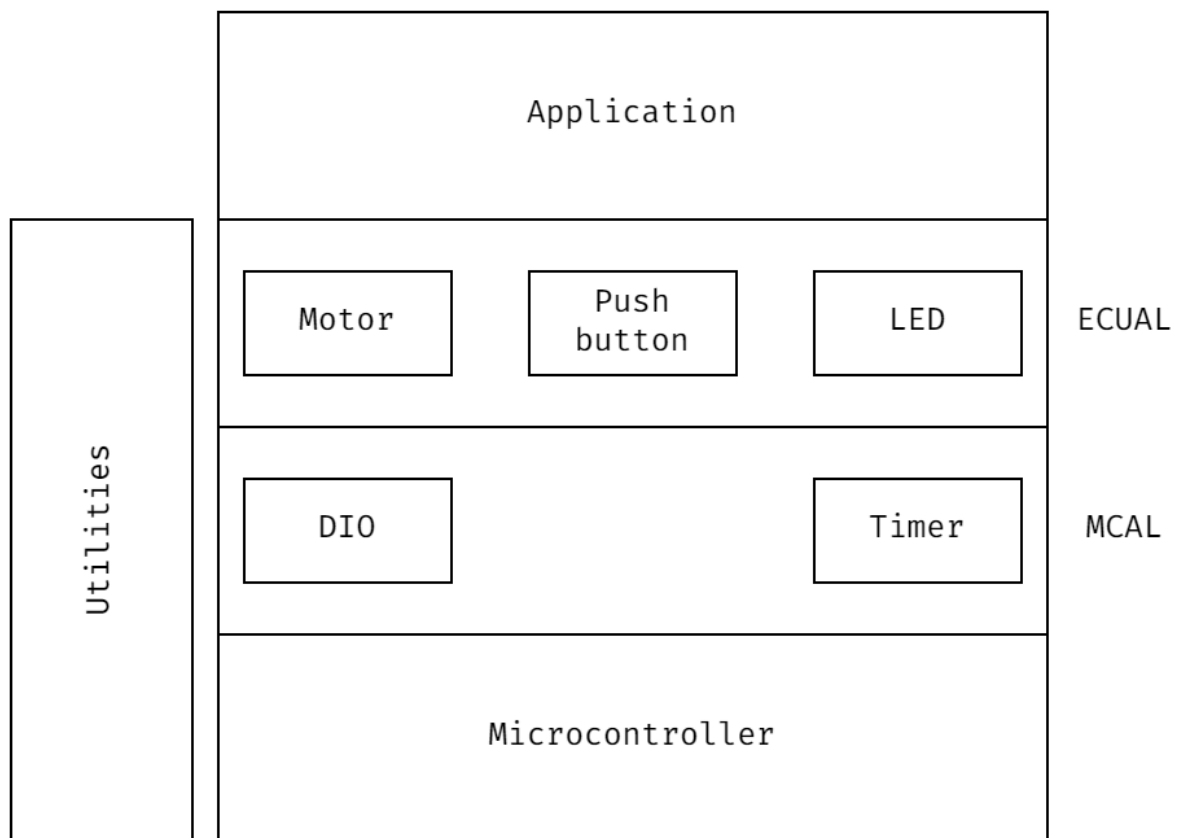 Application
Motor
Push
button
LED
ECUAL
Utilities
DIO
Timer
MCAL
Microcontroller